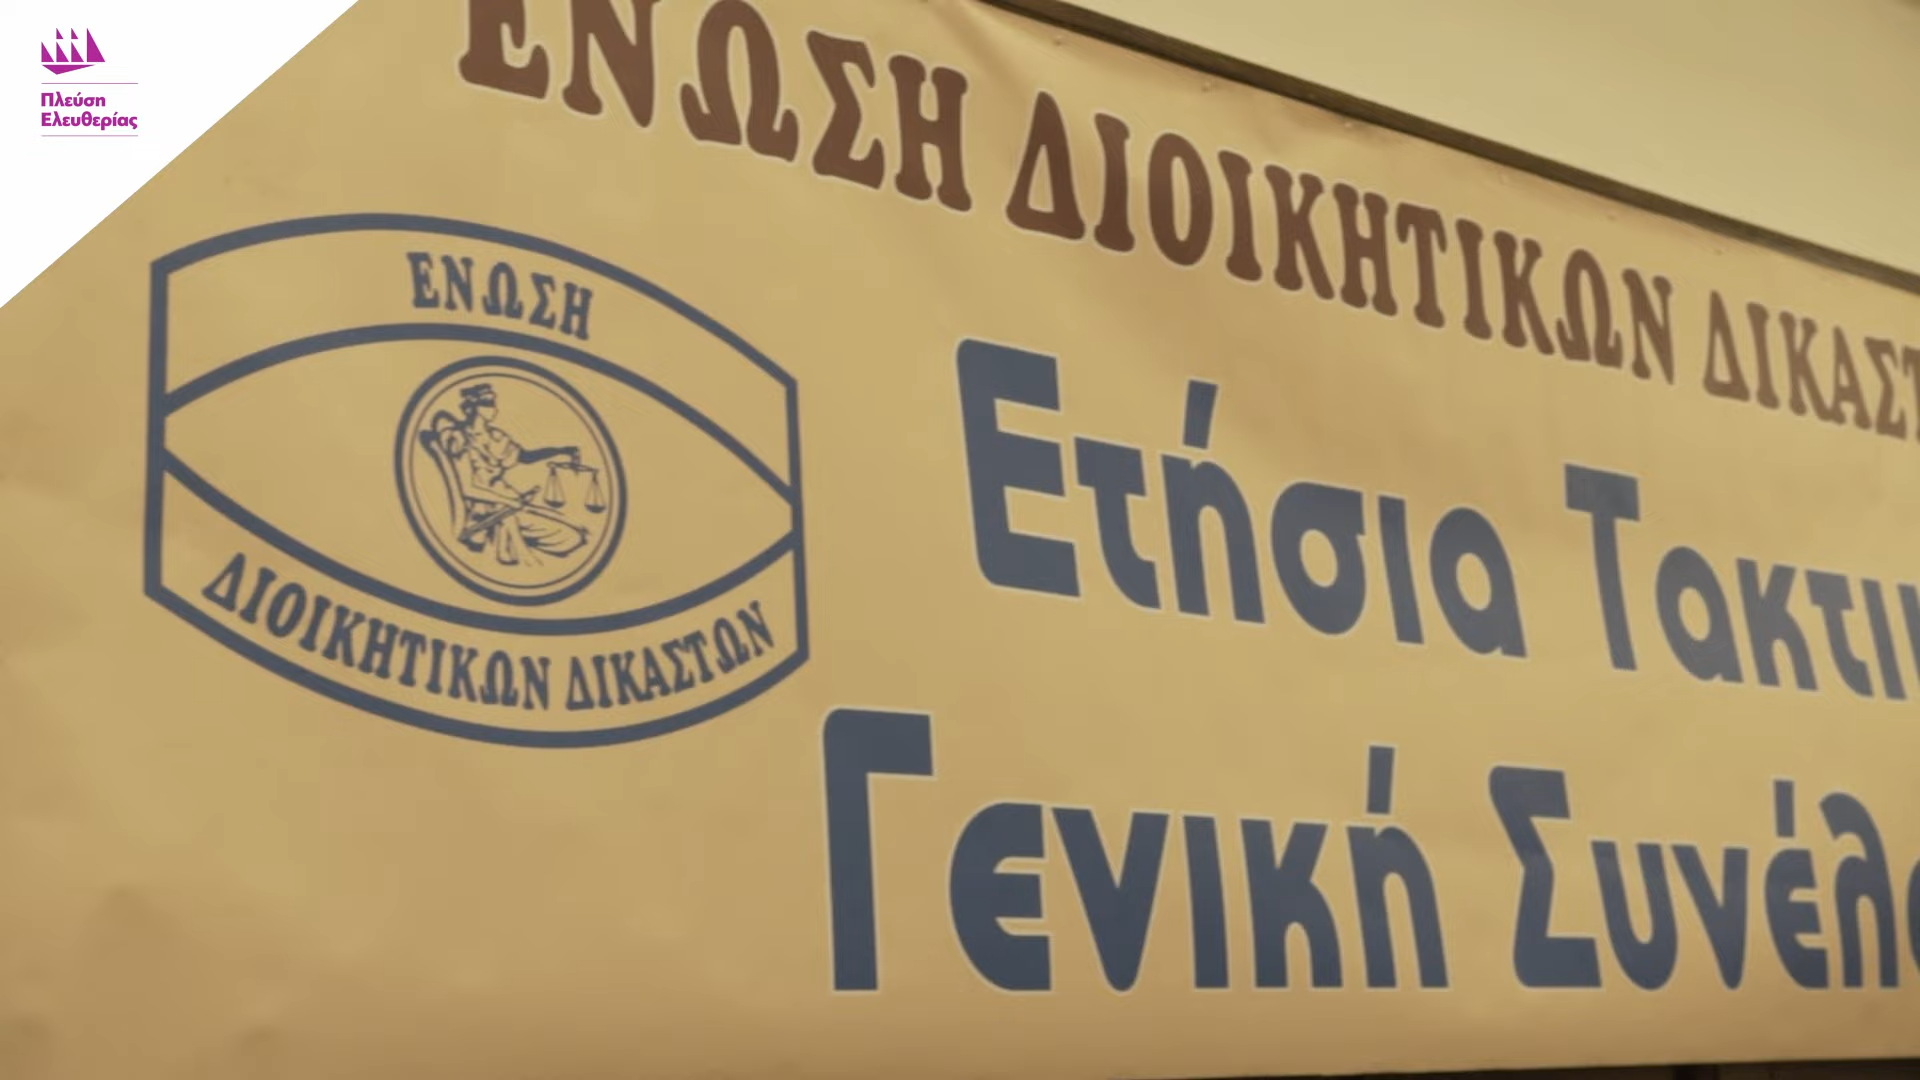 Πλεύση
Ελευθερίας
ΕΝΩΣΗ ΔΙΟΙΚΗΤΙΚΩΝ
ΕΝΩΣΗ
ΔΙΟΙΚΗΤΙΚΩΝ ΔΙΚΑΣΤΩΝ
Ετήσια
Γενική